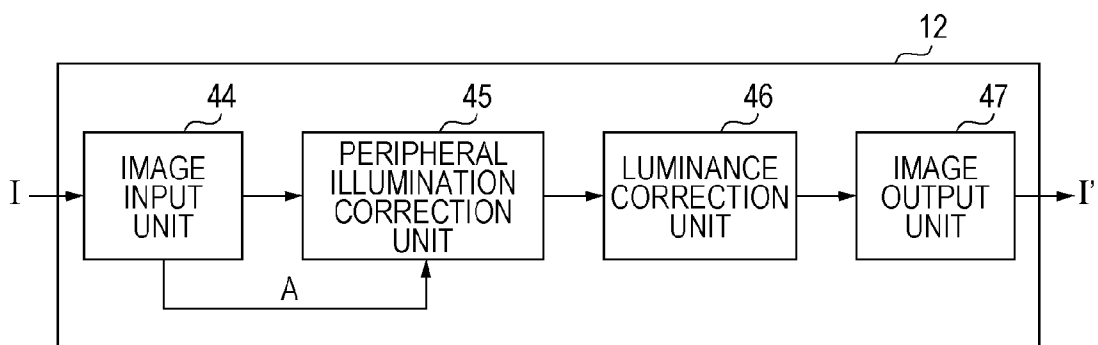 12
44
45
46
47
I
IMAGE
INPUT
UNIT
PERIPHERAL
ILLUMINATION
CORRECTION
UNIT
LUMINANCE
CORRECTION
UNIT
IMAGE
OUTPUT
UNIT
I'
A